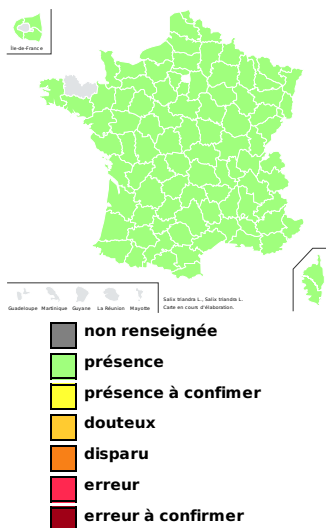 Île-de-France
Guadeloupe Martinique Guyane La Réunion Mayotte
Salix triandra L., Salix triandra L.
Carte en cours d'élaboration.
non renseignée
présence
présence à confimer
douteux
disparu
erreur
erreur à confirmer